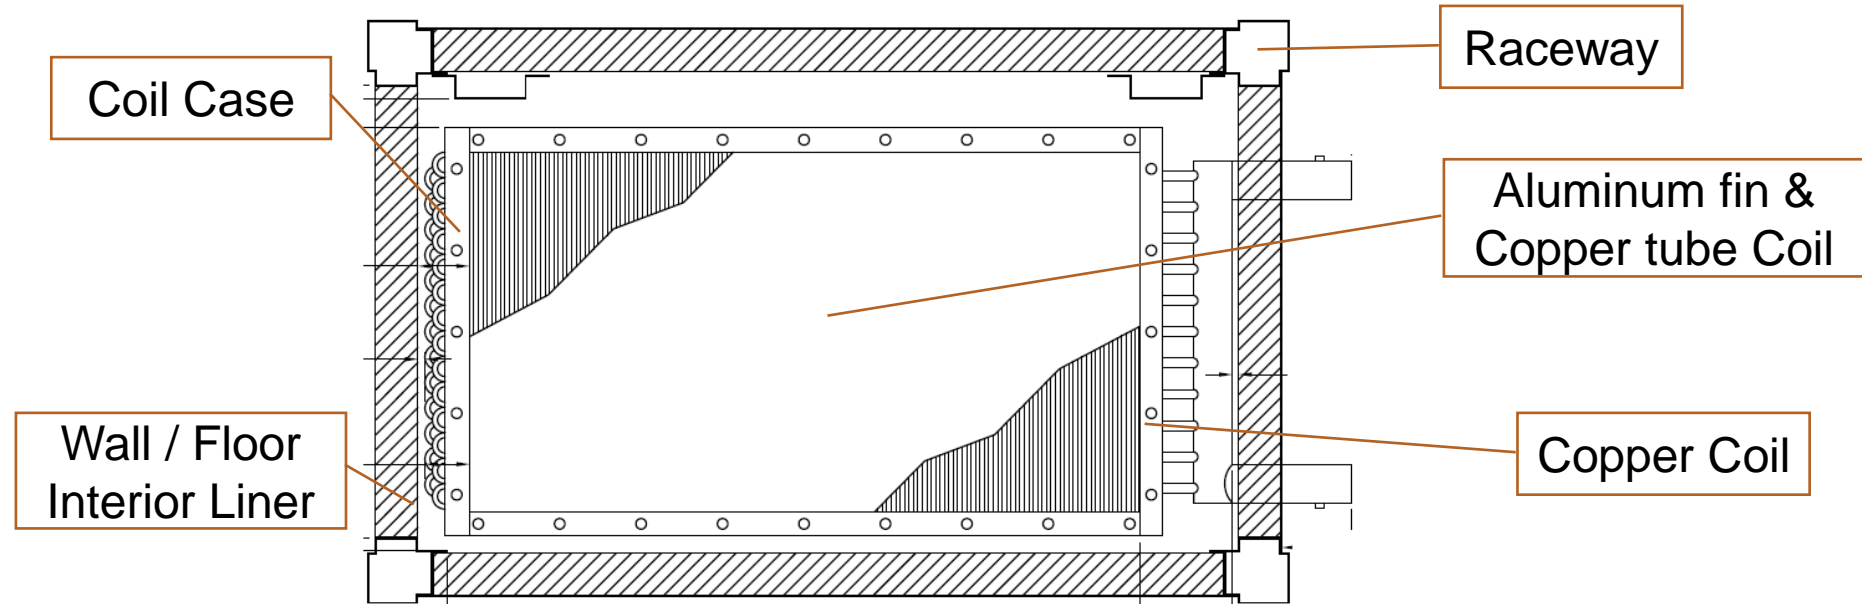 Raceway
Coil Case
Aluminum fin &
Copper tube Coil
Wall / Floor
Interior Liner
Copper Coil